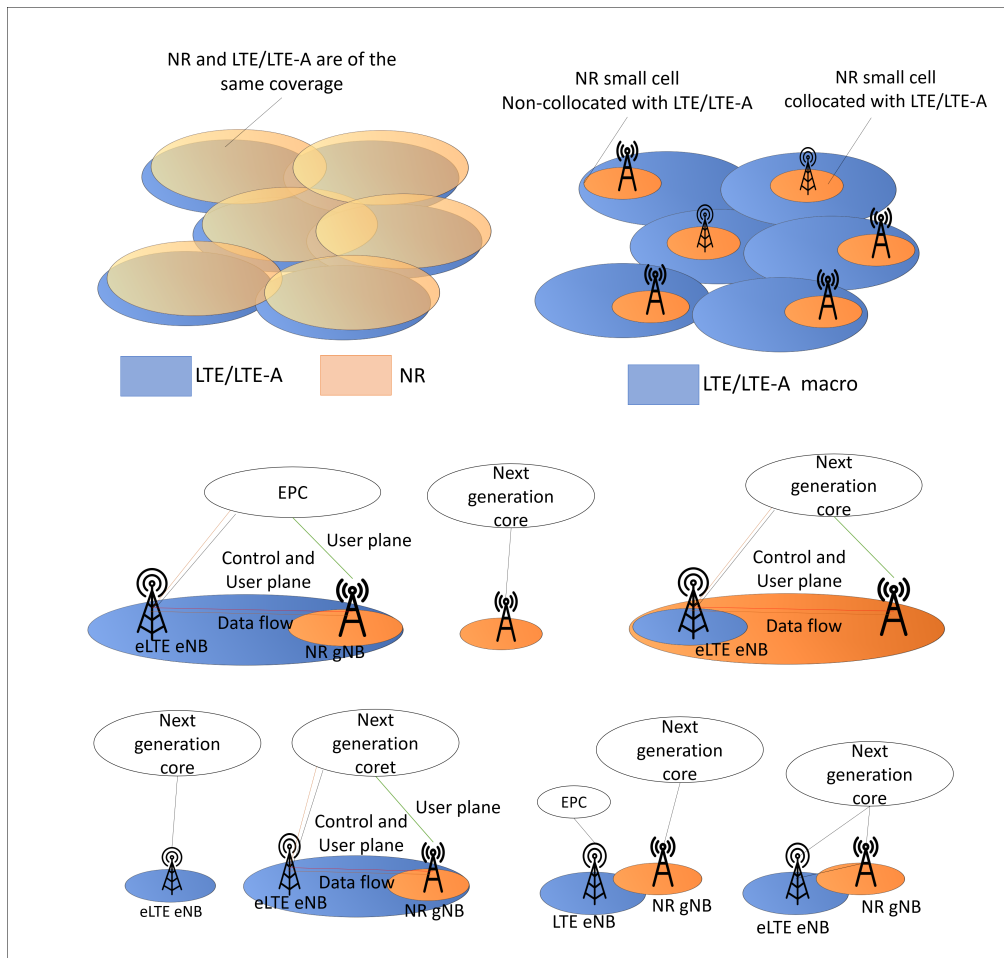 NR and LTE/LTE-A are of the
same coverage
NR small cell
Non-collocated with LTE/LTE-A
NR small cell
collocated with LTE/LTE-A
LTE/LTE-A
NR
LTE/LTE-A macro
EPC
User plane
Control and
User plane
Data flow
eLTE eNB
NR gNB
Next
generation
core
Next
generation
core
Control and
User plane
Data flow
eLTE eNB
Next
generation
core
eLTE eNB
Next
generation
coret
User plane
Control and
User plane
Data flow
eLTE eNB
NR gNB
Next
generation
core
EPC
LTE eNB
NR gNB
Next
generation
core
NR gNB
eLTE eNB